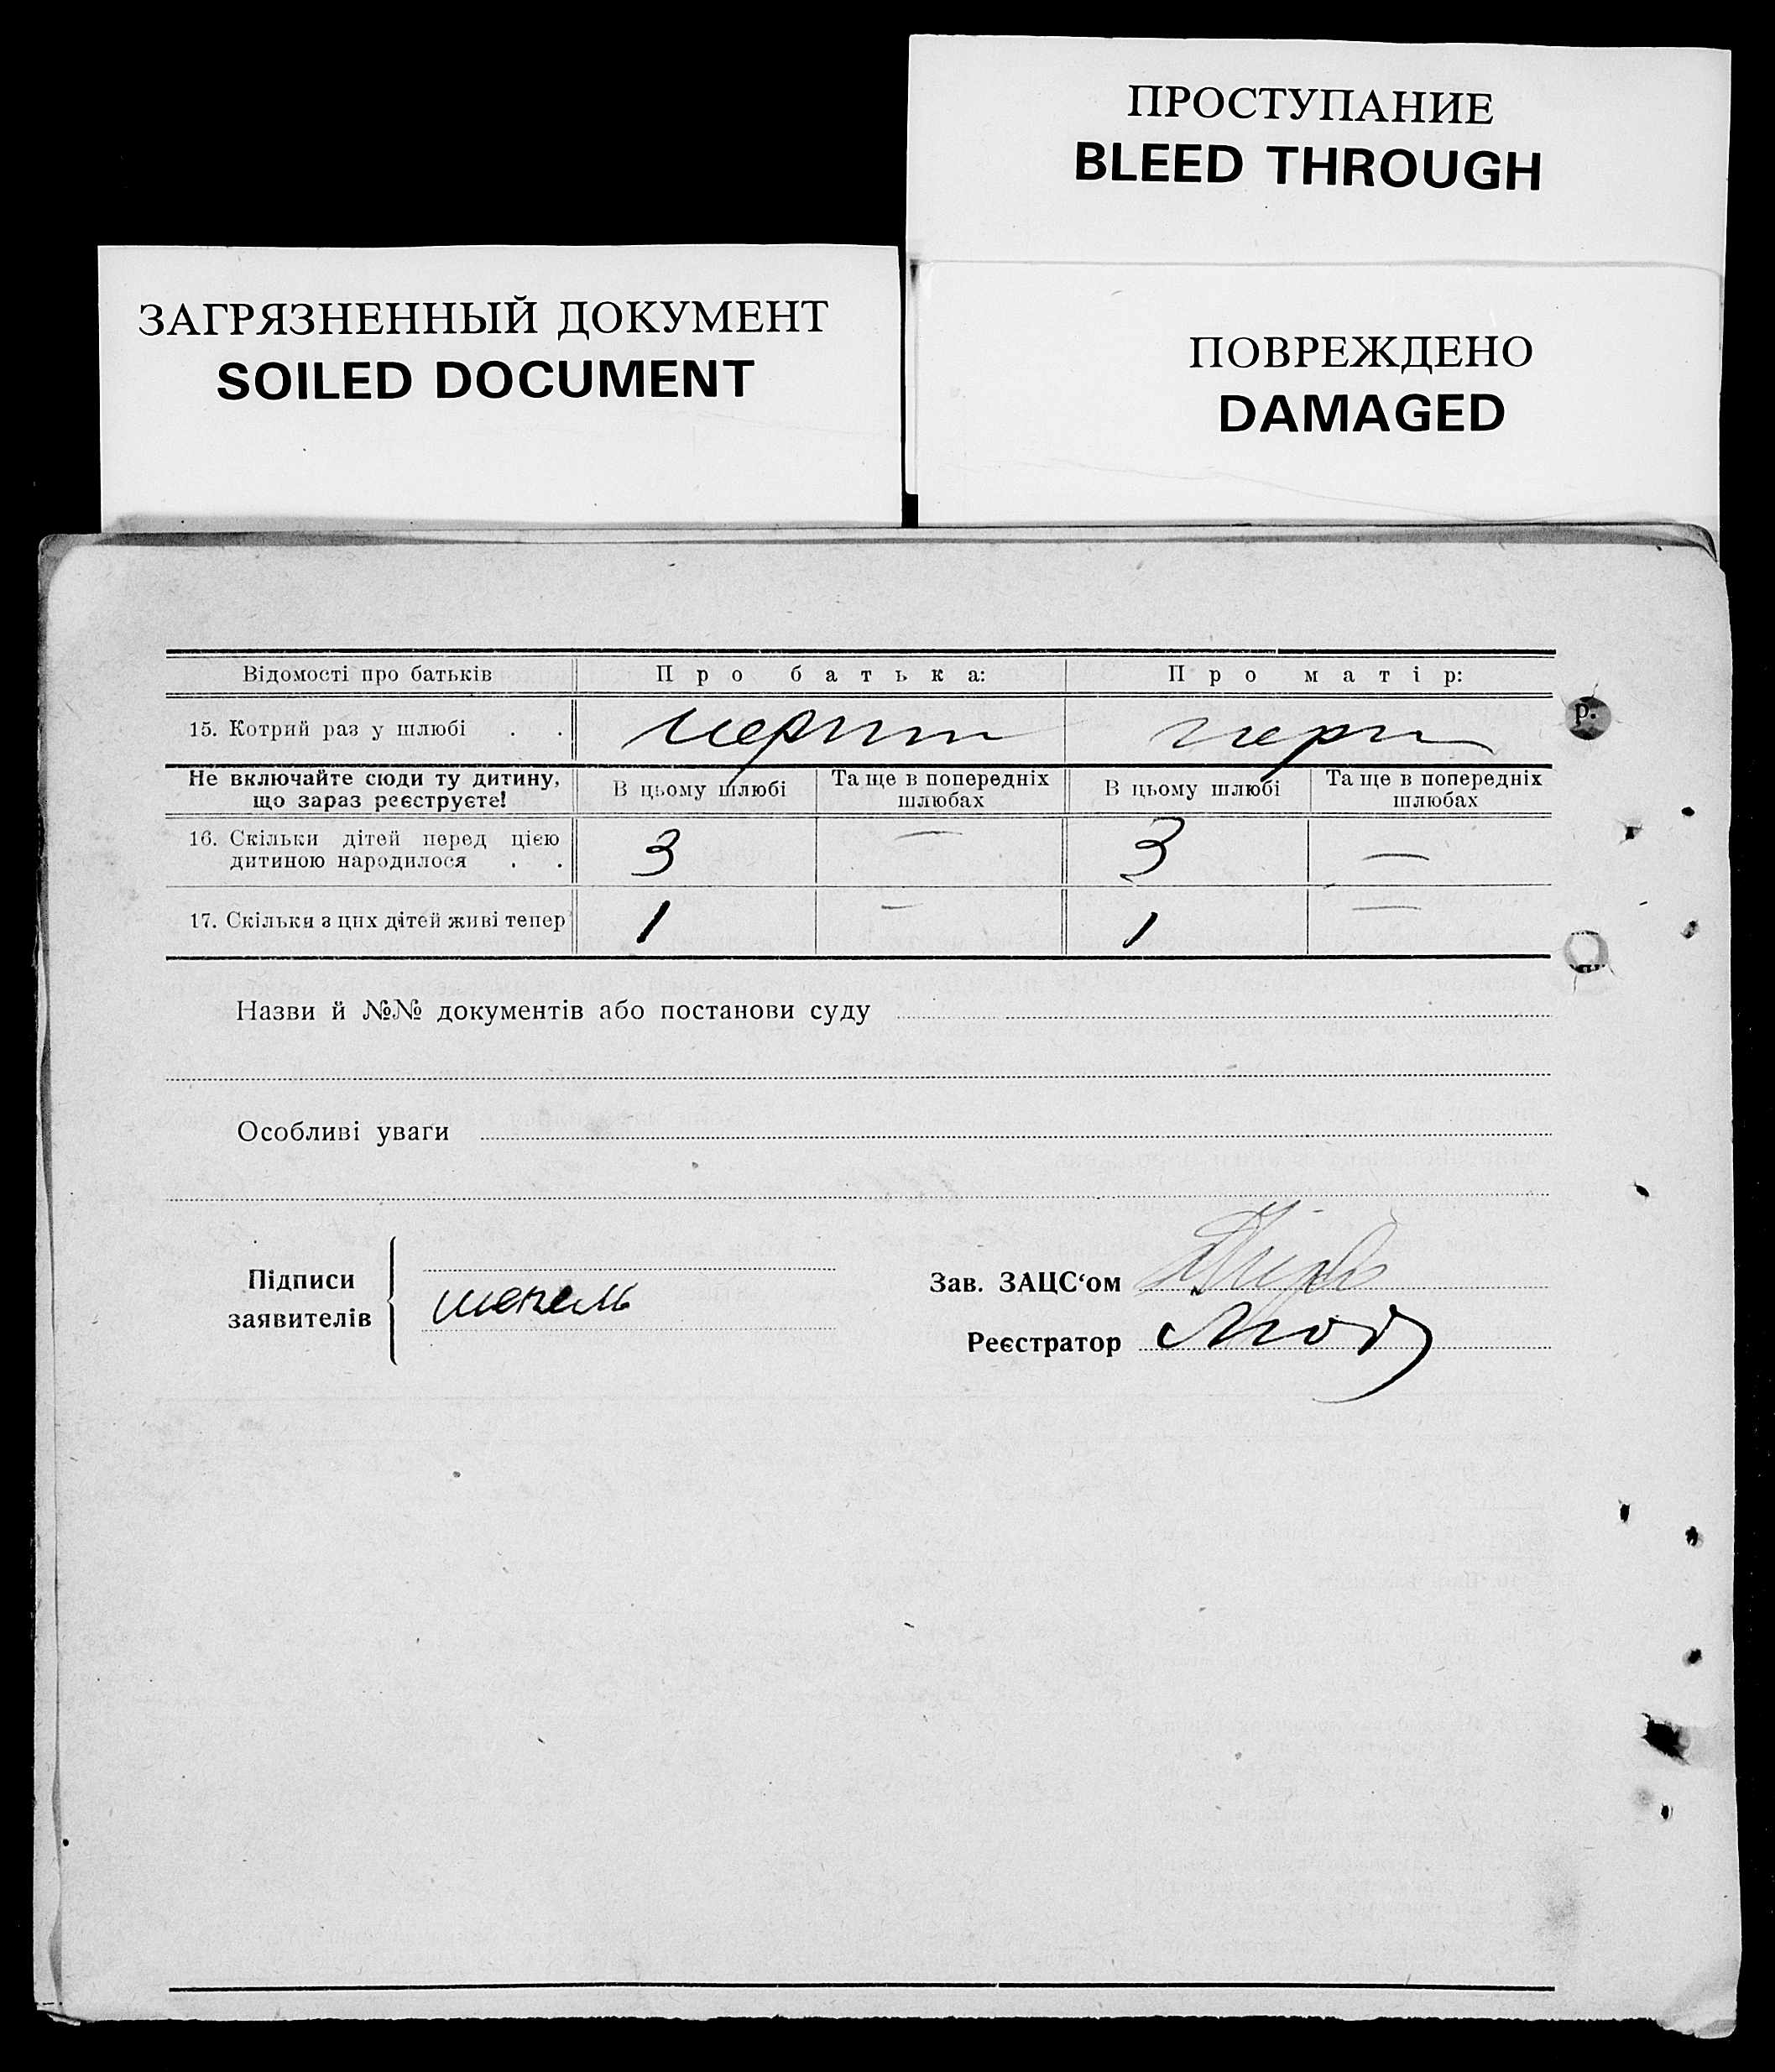 ПРОСТУПАНИЕ
BLEED THROUGH
ЗАГРЯЗНЕННЫЙ ДОКУМЕНТ
SOILED DOCUMENT
ПОВРЕЖДЕНО
DAMAGED
Відомості про батьків Про батька: Про матір:
р.
15. Котрий раз у шлюбі . .
Не включайте сюди ту дитину, що зараз реєструєте! В цьому шлюбі Та ще в попередніх шлюбах В цьому шлюбі Та ще в попередніх шлюбах
16. Скільки дітей перед цією
дитиною народилося . . 3 — 3 —
17. Скільки з цих дітей живі тепер 1 — 1 —
Назви й №№ документів або постанови суду
Особливі уваги
Підписи
заявителів
Зав. ЗАЦС‘ом
Реєстратор